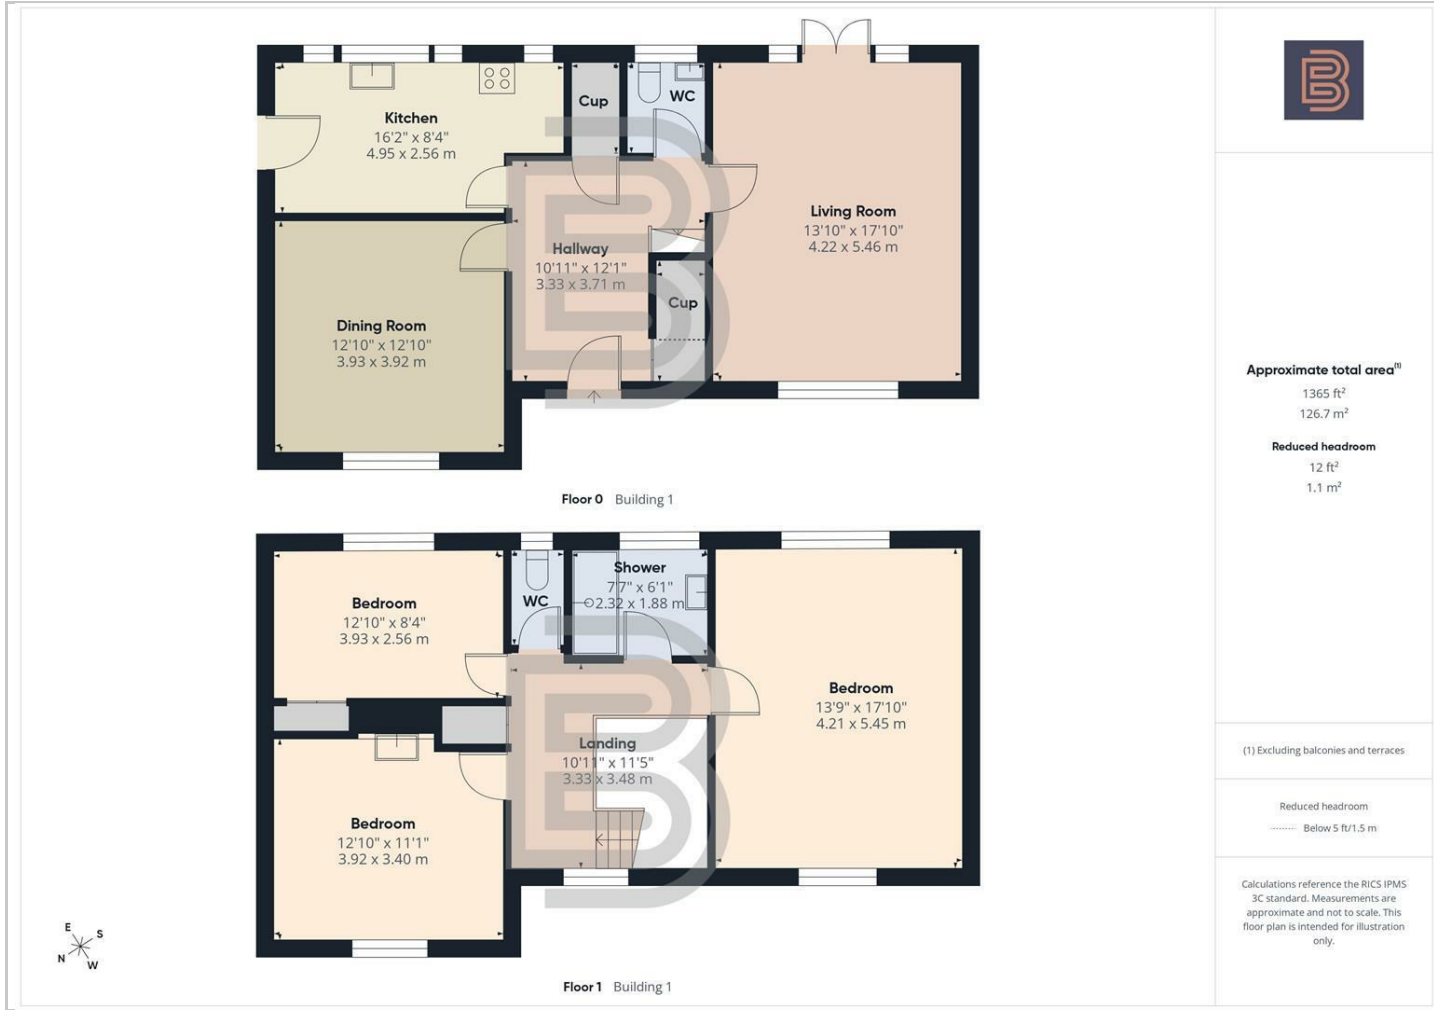 Kitchen
16'2" x 8'4"
4.95 x 2.56 m
Cup
WC
Living Room
13'10" x 17'10"
4.22 x 5.46 m
Hallway
10'11" x 12'1"
3.33 x 3.71 m
Cup
Dining Room
12'10" x 12'10"
3.93 x 3.92 m
Floor 0 Building 1
Bedroom
12'10" x 8'4"
3.93 x 2.56 m
WC
Shower
7'7" x 6'1"
2.32 x 1.88 m
Bedroom
13'9" x 17'10"
4.21 x 5.45 m
Landing
10'11" x 11'5"
3.33 x 3.48 m
Bedroom
12'10" x 11'1"
3.92 x 3.40 m
Floor 1 Building 1
E
S
N
W
B
Approximate total area(1)
1365 ft²
126.7 m²
Reduced headroom
12 ft²
1.1 m²
(1) Excluding balconies and terraces
Reduced headroom
Below 5 ft/1.5 m
Calculations reference the RICS IPMS
3C standard. Measurements are
approximate and not to scale. This
floor plan is intended for illustration
only.